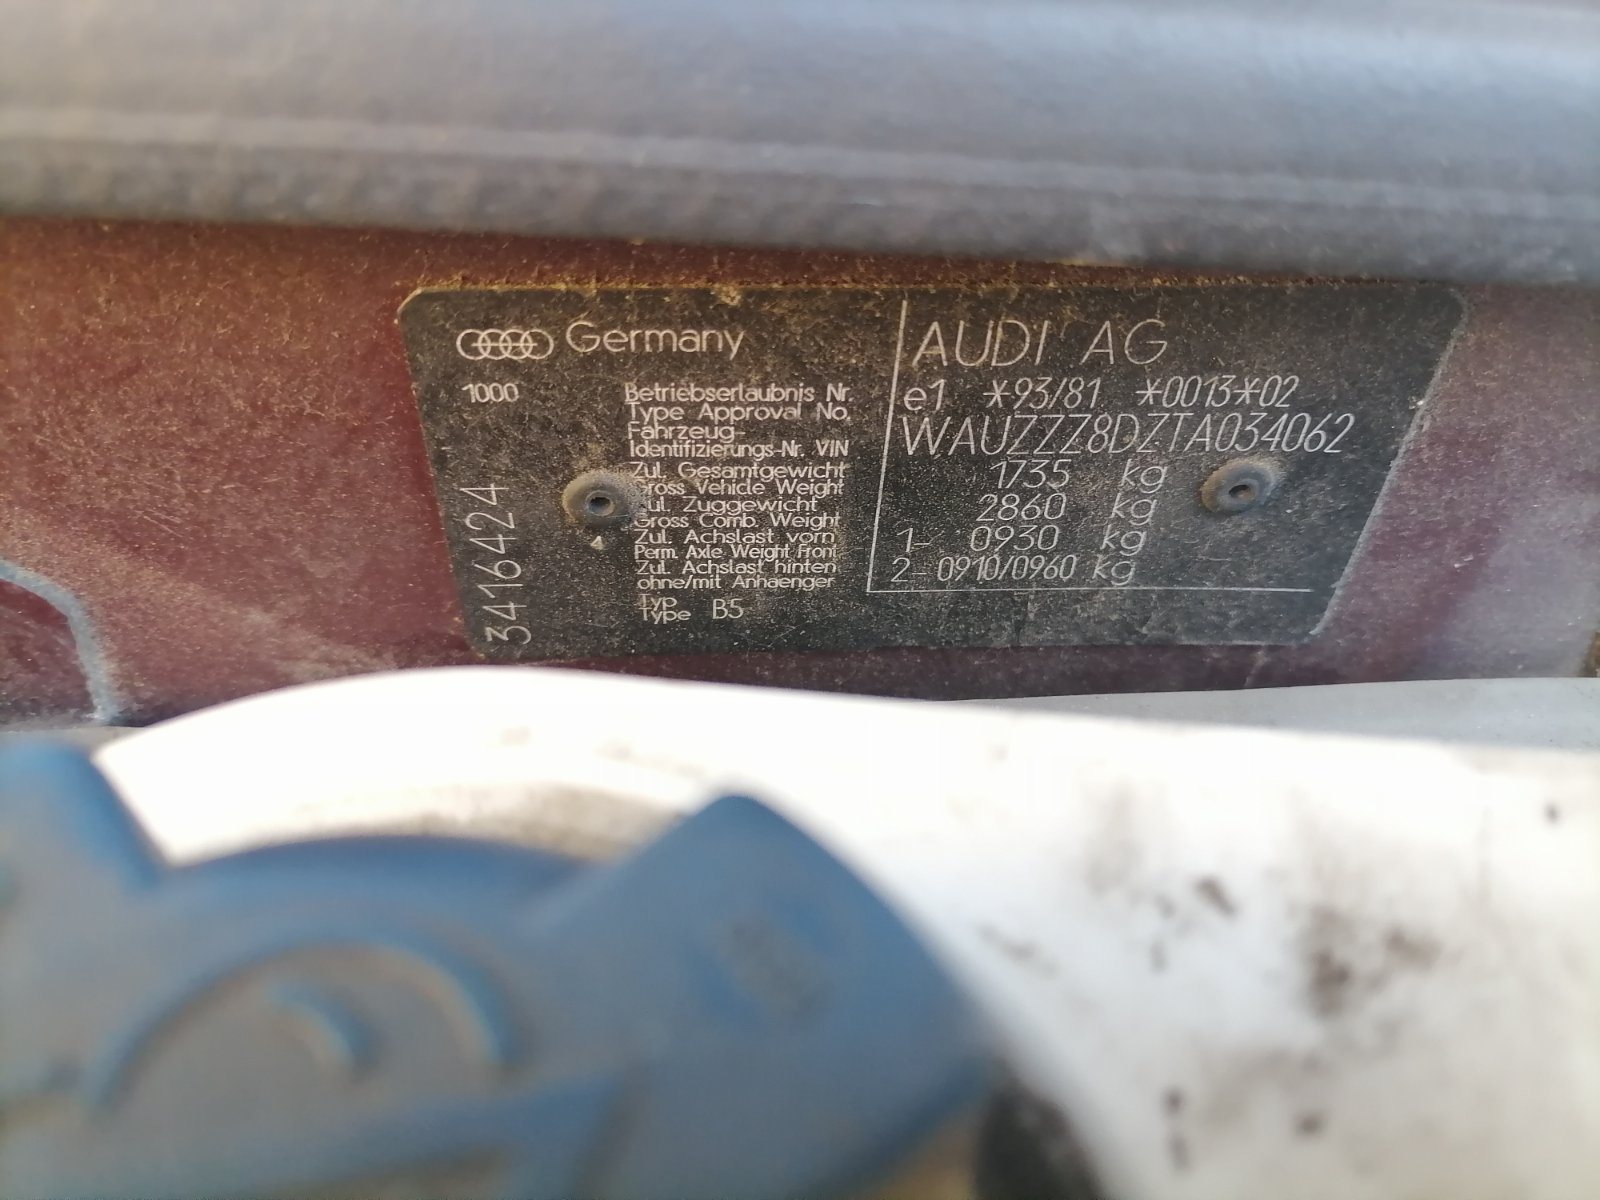 Germany
AUDI AG
1000
Betriebserlaubnis Nr.
Type Approval No.
e1 *93/81 *0013*02
Fahrzeug-
Identifizierungs-Nr. VIN
WAUZZZ8DZTA034062
Zul. Gesamtgewicht
Gross Vehicle Weight
1735 kg
Zul. Zuggewicht
Gross Comb. Weight
2860 kg
Zul. Achslast vorn
Perm. Axle Weight Front
1- 0930 kg
Zul. Achslast hinten
ohne/mit Anhaenger
2- 0910/0960 kg
Typ
Type B5
3416424